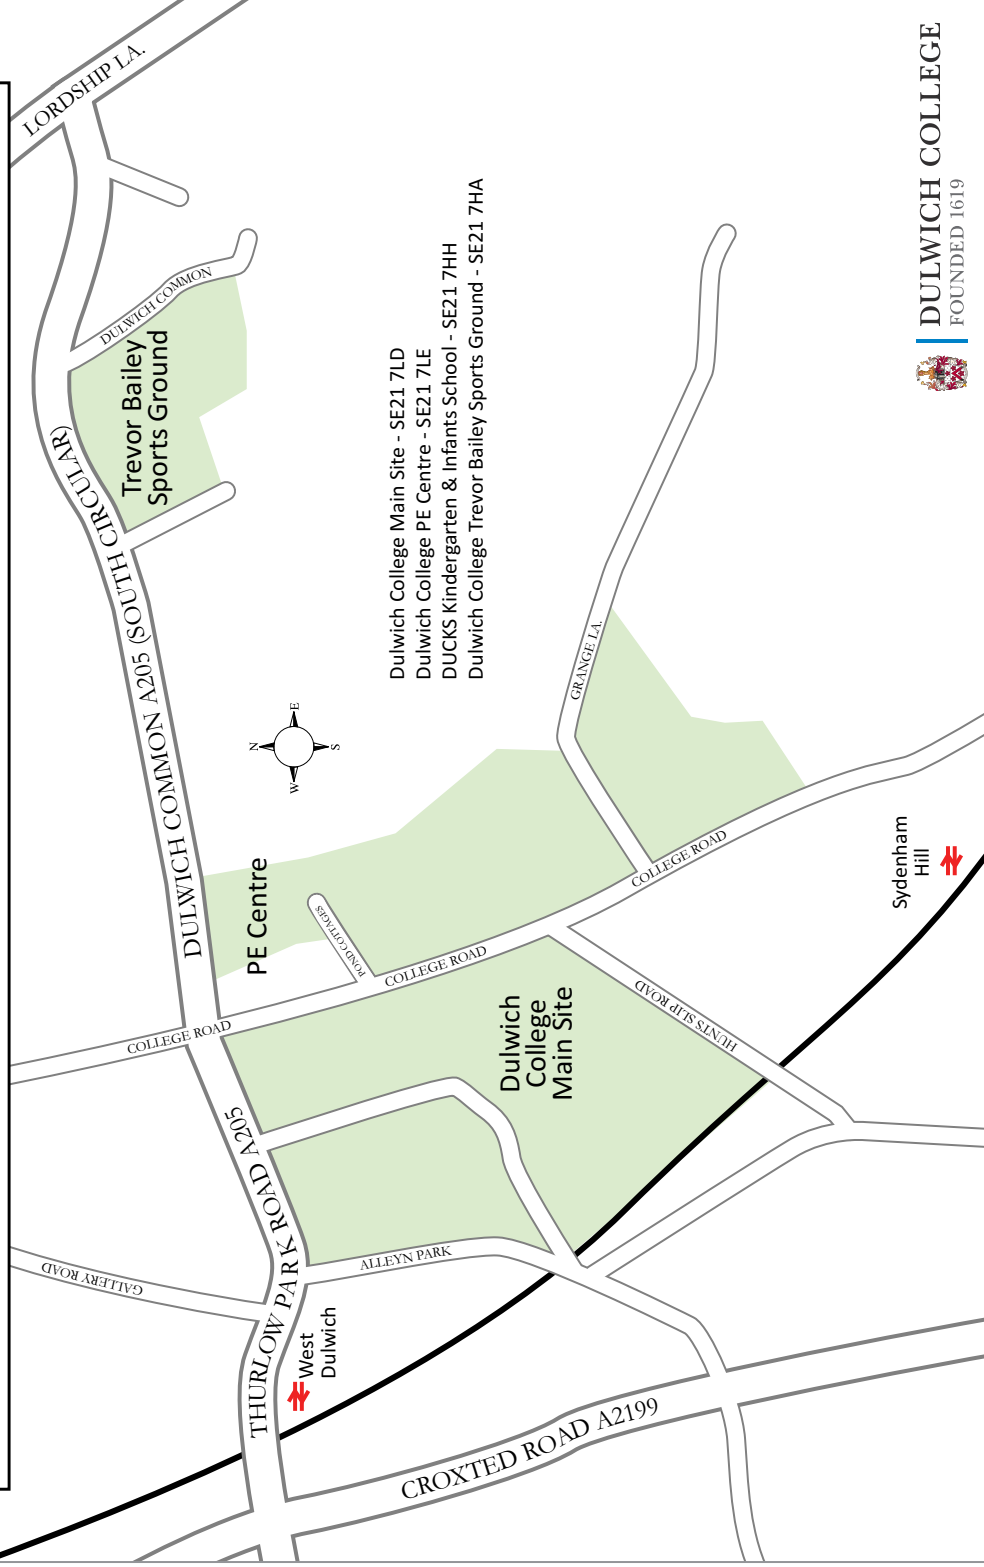 LORDSHIP LA.
DULWICH COMMON
Trevor Bailey
Sports Ground
DULWICH COMMON A205 (SOUTH CIRCULAR)
N
E
S
W
Dulwich College Main Site - SE21 7LD
Dulwich College PE Centre - SE21 7LE
DUCKS Kindergarten & Infants School - SE21 7HH
Dulwich College Trevor Bailey Sports Ground - SE21 7HA
GRANGE LA.
PE Centre
POND COTTAGES
COLLEGE ROAD
COLLEGE ROAD
COLLEGE ROAD
Dulwich
College
Main Site
HUNTS SLIP ROAD
Sydenham
Hill
THURLOW PARK ROAD A205
GALLERY ROAD
ALLEYN PARK
West
Dulwich
CROXTED ROAD A2199
DULWICH COLLEGE
FOUNDED 1619